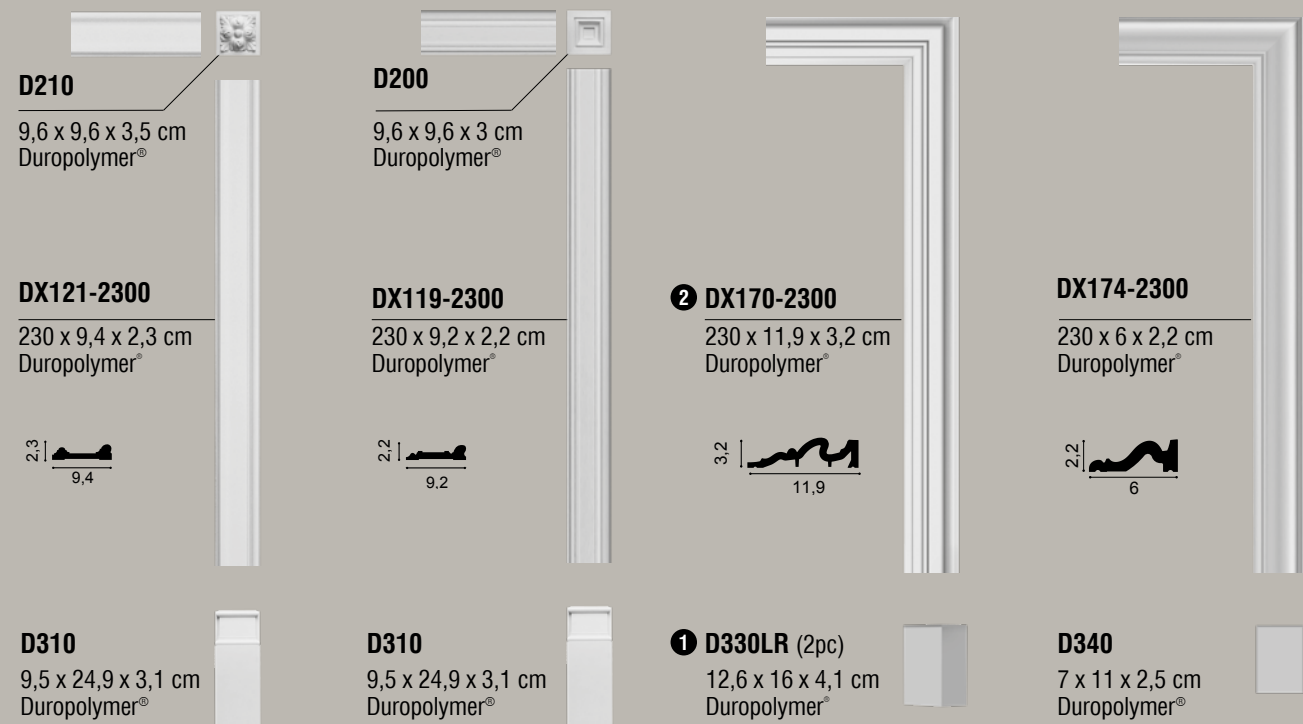 D210
9,6 x 9,6 x 3,5 cm
Duropolymer®
DX121-2300
230 x 9,4 x 2,3 cm
Duropolymer®
2,3
9,4
D310
9,5 x 24,9 x 3,1 cm
Duropolymer®
D200
9,6 x 9,6 x 3 cm
Duropolymer®
DX119-2300
230 x 9,2 x 2,2 cm
Duropolymer®
2,2
9,2
D310
9,5 x 24,9 x 3,1 cm
Duropolymer®
2 DX170-2300
230 x 11,9 x 3,2 cm
Duropolymer®
3,2
11,9
1 D330LR (2pc)
12,6 x 16 x 4,1 cm
Duropolymer®
DX174-2300
230 x 6 x 2,2 cm
Duropolymer®
2,2
6
D340
7 x 11 x 2,5 cm
Duropolymer®